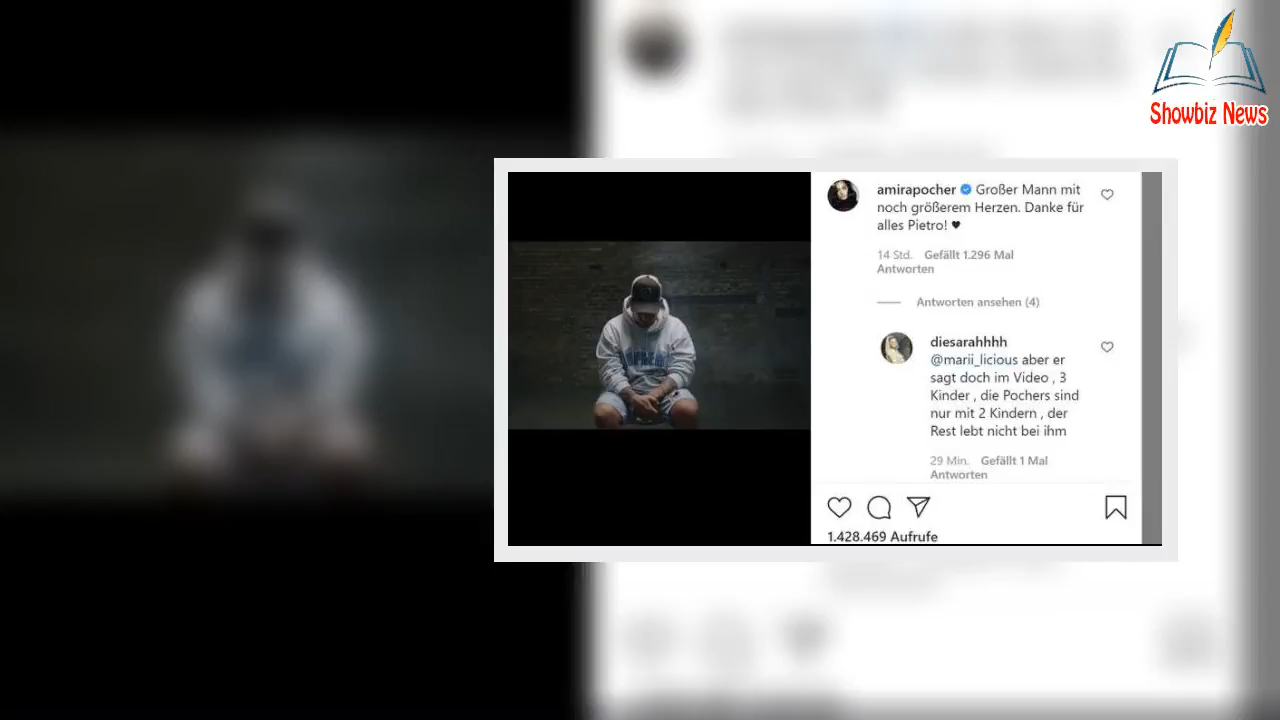 Showbiz News
amirapocher Großer Mann mit
noch größerem Herzen. Danke für
alles Pietro! ♥
14 Std. Gefällt 1.296 Mal
Antworten
Antworten ansehen (4)
diesarahhhh
@marii_licious aber er
sagt doch im Video , 3
Kinder , die Pochers sind
nur mit 2 Kindern , der
Rest lebt nicht bei ihm
29 Min. Gefällt 1 Mal
Antworten
1.428.469 Aufrufe